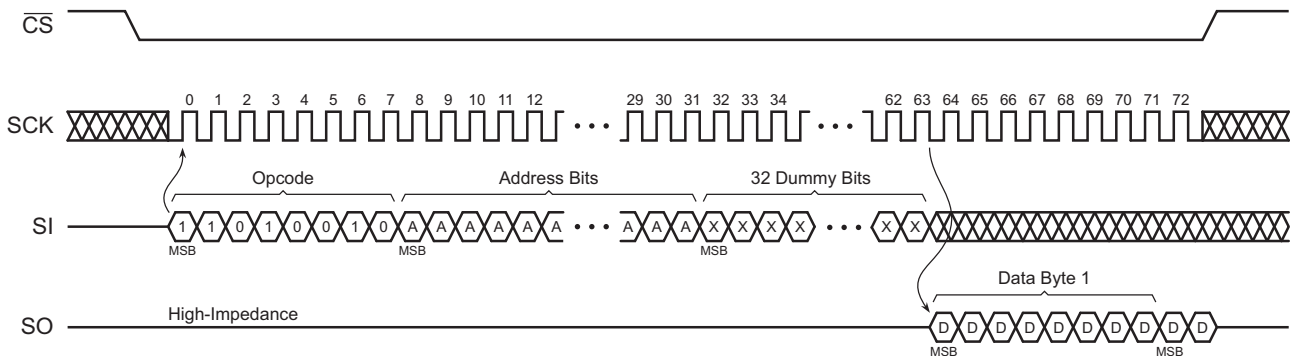 CS
0 1 2 3 4 5 6 7 8 9 10 11 12 29 30 31 32 33 34 62 63 64 65 66 67 68 69 70 71 72
SCK
Opcode Address Bits 32 Dummy Bits
SI 1 1 0 1 0 0 1 0 A A A A A A A A A X X X X X X
MSB MSB MSB
Data Byte 1
High-Impedance
SO D D D D D D D D D D
MSB MSB